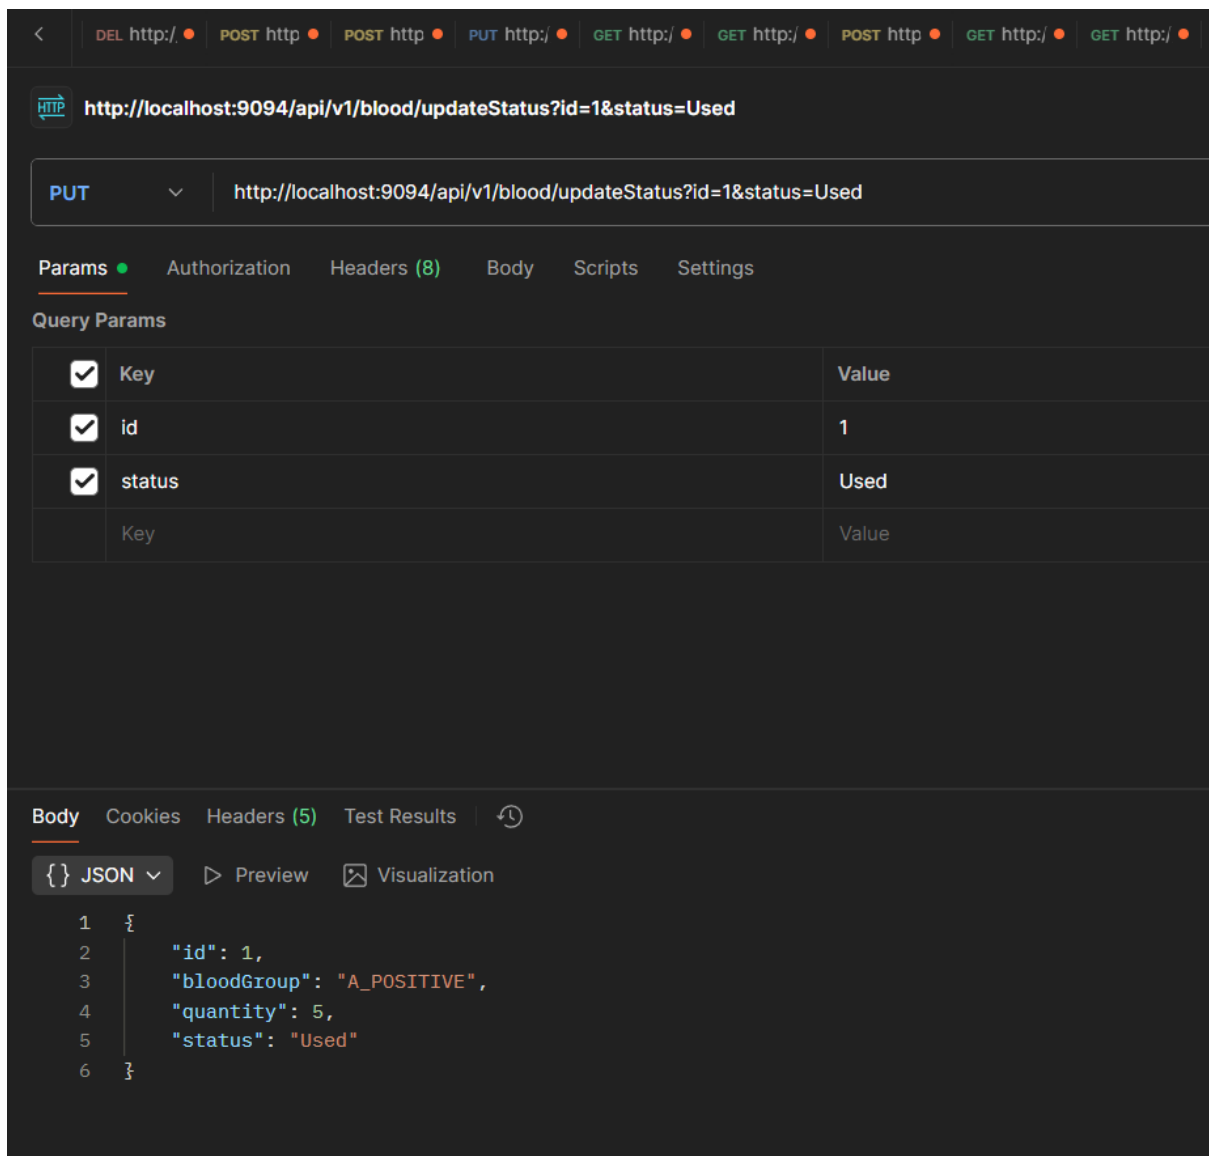 DEL http:/. POST http POST http PUT http:/ GET http:/ GET http:/ POST http GET http:/ GET http:/
HTTP http://localhost:9094/api/v1/blood/updateStatus?id=1&status=Used
PUT http://localhost:9094/api/v1/blood/updateStatus?id=1&status=Used
Params Authorization Headers (8) Body Scripts Settings
Query Params
Key Value
id 1
status Used
Key Value
Body Cookies Headers (5) Test Results
{ } JSON Preview Visualization
1 {
2 "id": 1,
3 "bloodGroup": "A_POSITIVE",
4 "quantity": 5,
5 "status": "Used"
6 }